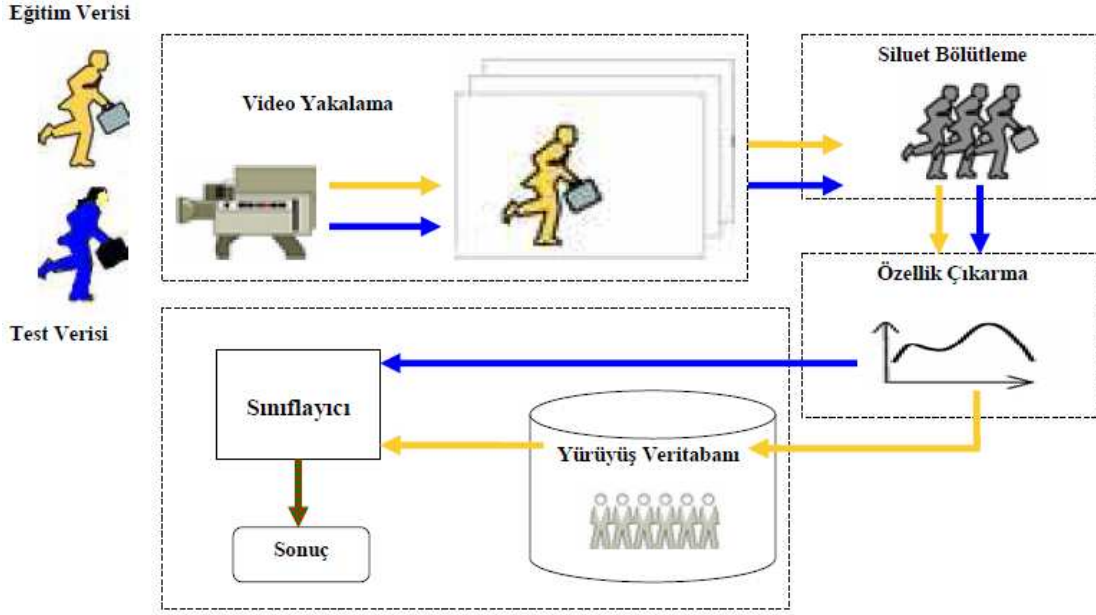 Eğitim Verisi
Video Yakalama
Siluet Bölütleme
Özellik Çıkarma
Test Verisi
Sınıflayıcı
Yürüyüş Veritabanı
Sonuç